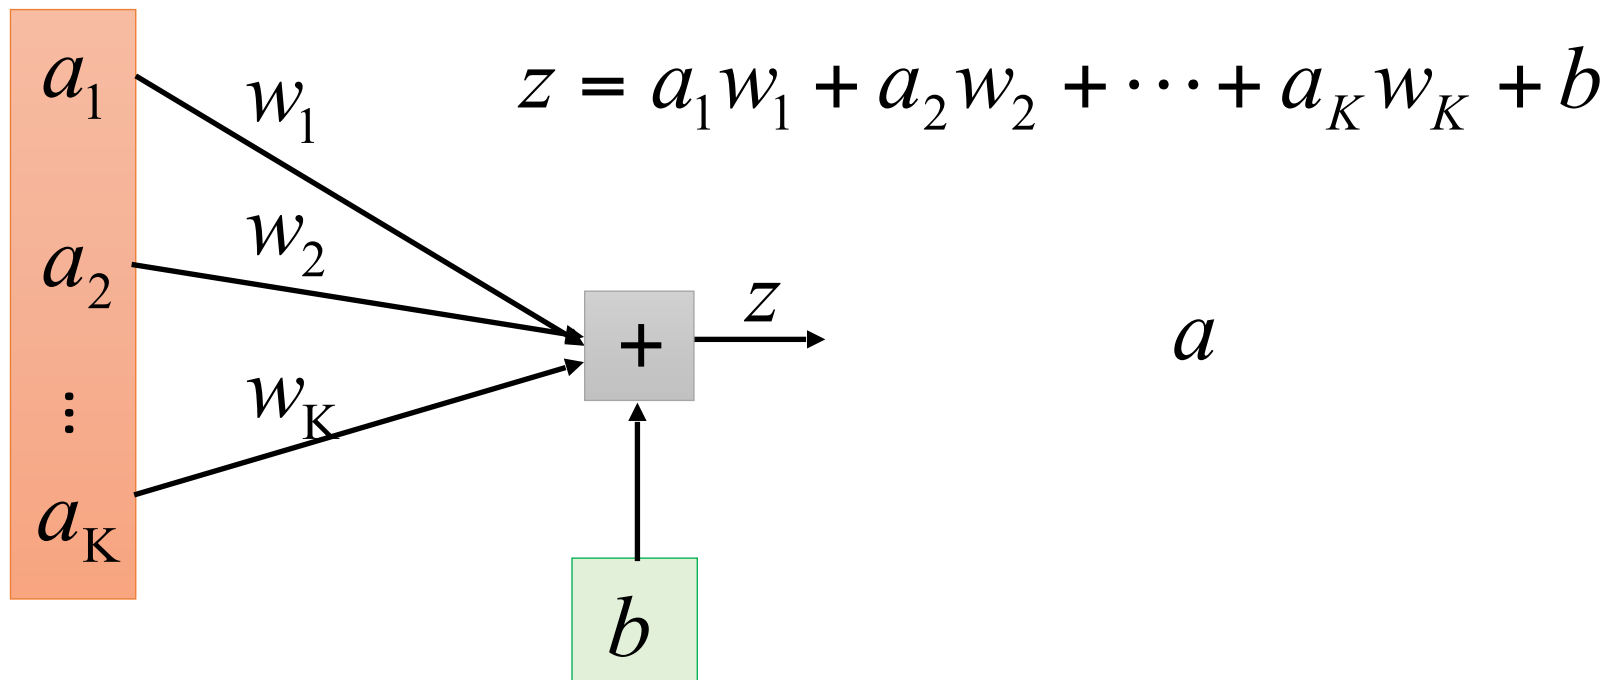 a₁
w₁
z = a₁w₁ + a₂w₂ + ⋯ + a_K w_K + b
w₂
a₂
z
+
a
w_K
⋮
a_K
b